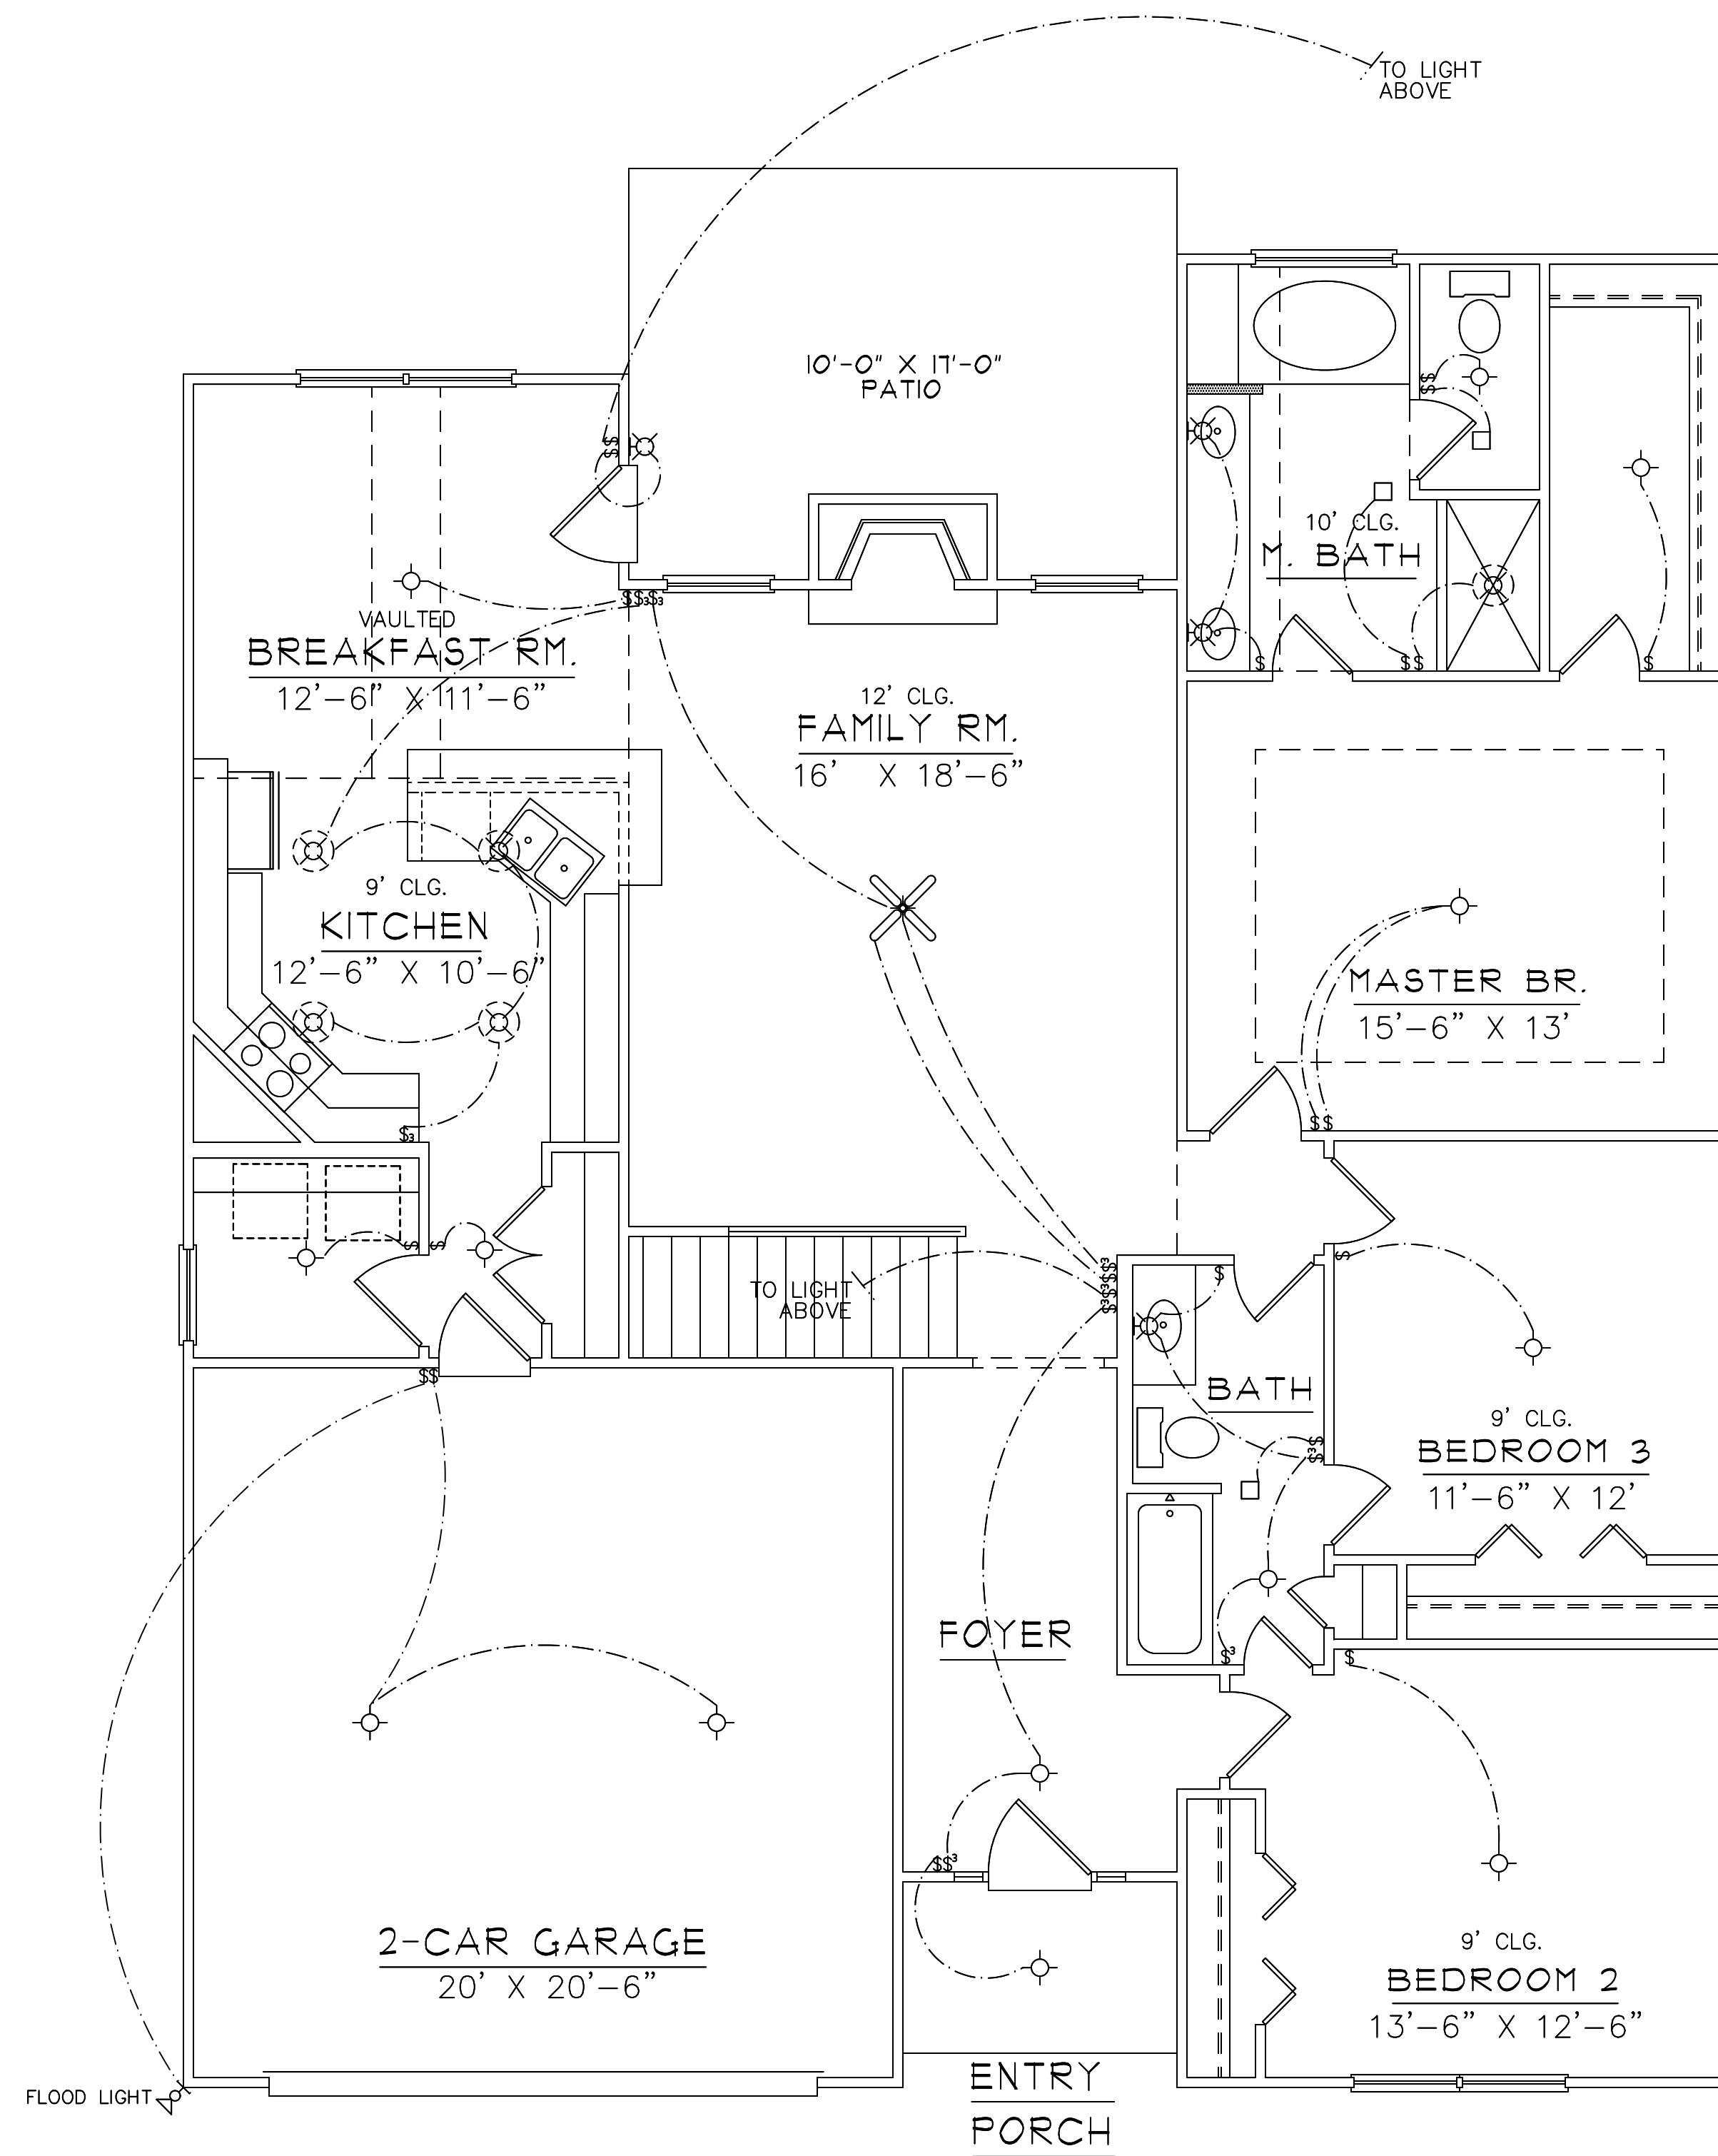 TO LIGHT
ABOVE
10'-0" X 17'-0"
PATIO
10' CLG.
M. BATH
VAULTED
BREAKFAST RM.
12'-6" X 11'-6"
12' CLG.
FAMILY RM.
16' X 18'-6"
9' CLG.
KITCHEN
12'-6" X 10'-6"
MASTER BR.
15'-6" X 13'
TO LIGHT
ABOVE
BATH
9' CLG.
BEDROOM 3
11'-6" X 12'
FOYER
2-CAR GARAGE
20' X 20'-6"
9' CLG.
BEDROOM 2
13'-6" X 12'-6"
FLOOD LIGHT
ENTRY
PORCH